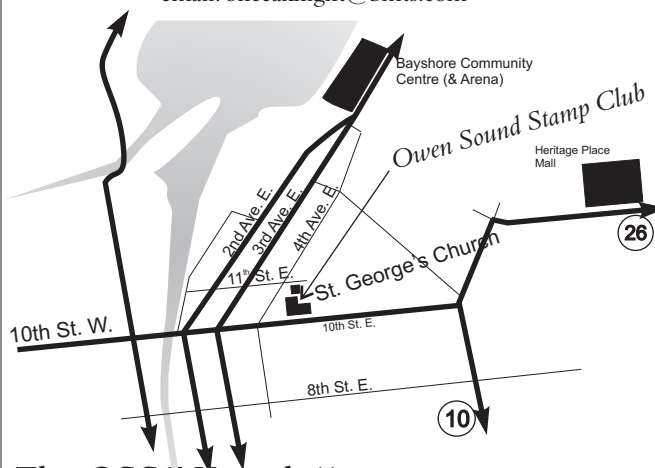 Bayshore Community
Centre (& Arena)
Owen Sound Stamp Club
Heritage Place
Mall
2nd Ave. E.
3rd Ave. E.
4th Ave. E.
26
11th St. E.
St. George's Church
10th St. W.
10th St. E.
8th St. E.
10